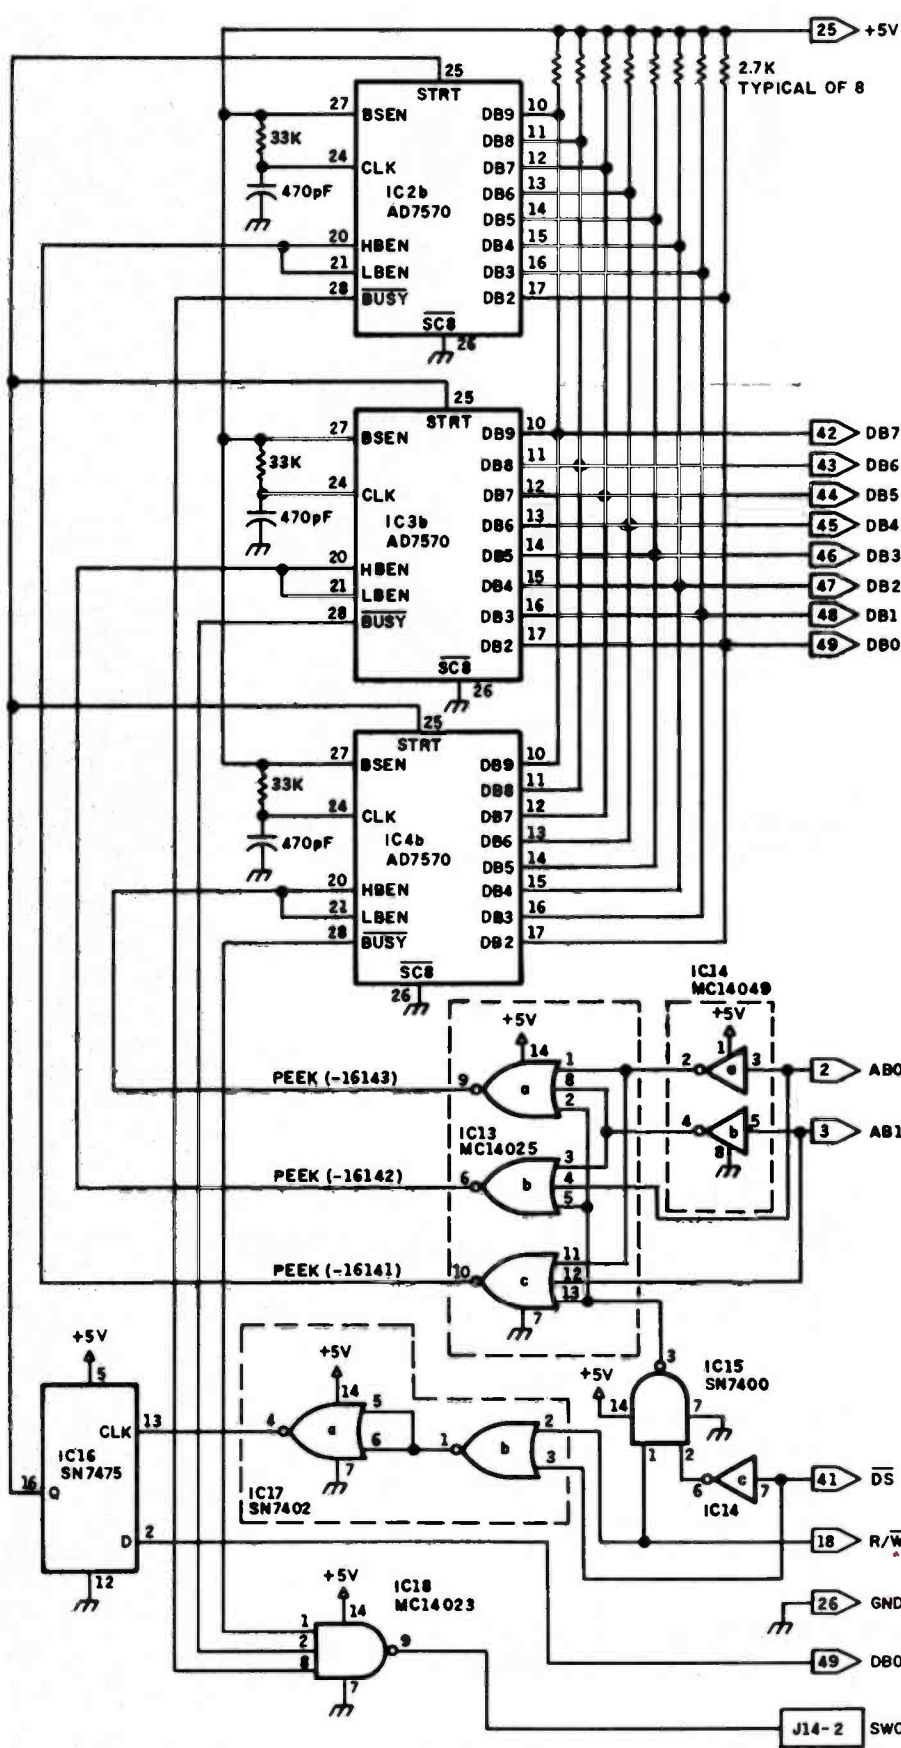 25 +5V
25
STRT
2.7K
TYPICAL OF 8
27 BSEN
DB9 10
33K
DB8 11
24 CLK
DB7 12
470pF
IC2b
AD7570
DB6 13
DB5 14
20 HBEN
DB4 15
21 LBEN
DB3 16
28 BUSY
DB2 17
SC8
26
25
STRT
27 BSEN
DB9 10
42 DB7
33K
DB8 11
43 DB6
24 CLK
DB7 12
44 DB5
470pF
IC3b
AD7570
DB6 13
45 DB4
DB5 14
46 DB3
20 HBEN
DB4 15
47 DB2
21 LBEN
DB3 16
48 DB1
28 BUSY
DB2 17
49 DB0
SC8
26
25
STRT
27 BSEN
DB9 10
33K
DB8 11
24 CLK
DB7 12
470pF
IC4b
AD7570
DB6 13
DB5 14
20 HBEN
DB4 15
21 LBEN
DB3 16
28 BUSY
DB2 17
SC8
26
IC14
MC14049
+5V
+5V
14
1
PEEK (-16143)
9 a 1
8
2
2 a 3
2 AB0
IC13
MC14025
4 b 5
8
3 AB1
PEEK (-16142)
6 b 3
4
5
PEEK (-16141)
10 c 11
12
13
7
+5V
5
+5V
14
3
IC15
SN7400
+5V
14
7
CLK 13
4 a 5
6
1 b 2
3
1 2
IC16
SN7475
7
IC17
SN7402
6 c 7
IC14
41 DS
16 Q
D 2
18 R/W
12
+5V
14
IC18
MC14023
26 GND
1
2
8
9
7
49 DB0
J14-2 SW0